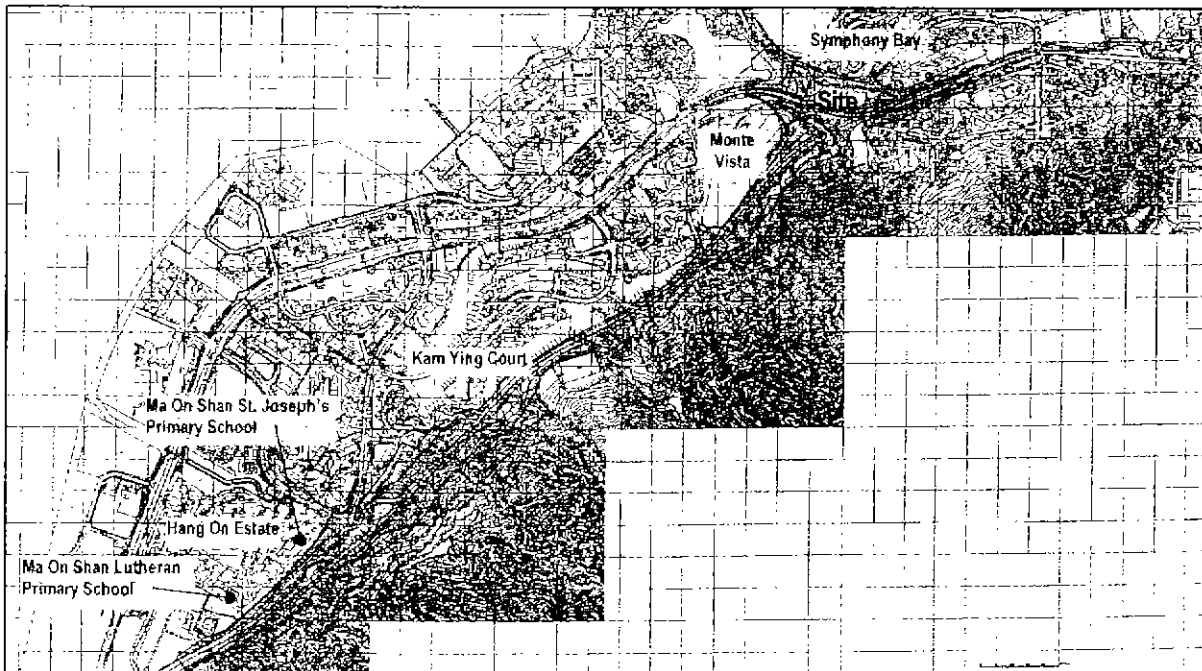 Symphony Bay
Site
Monte
Vista
Kam Ying Court
Ma On Shan St. Joseph's
Primary School
Hang On Estate
Ma On Shan Lutheran
Primary School